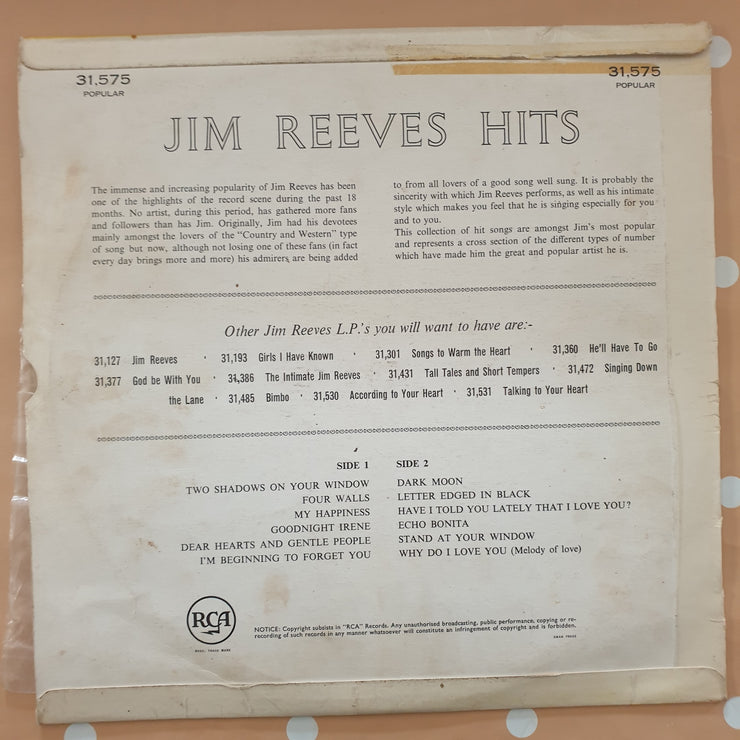 31,575
POPULAR
31,575
POPULAR
JIM REEVES HITS
The immense and increasing popularity of Jim Reeves has been
one of the highlights of the record scene during the past 18
months. No artist, during this period, has gathered more fans
and followers than has Jim. Originally, Jim had his devotees
mainly amongst the lovers of the "Country and Western" type
of song but now, although not losing one of these fans (in fact
every day brings more and more) his admirers are being added
to from all lovers of a good song well sung. It is probably the
sincerity with which Jim Reeves performs, as well as his intimate
style which makes you feel that he is singing especially for you
and to you.
This collection of hit songs are amongst Jim's most popular
and represents a cross section of the different types of number
which have made him the great and popular artist he is.
Other Jim Reeves L.P.'s you will want to have are:-
31,127 Jim Reeves · 31,193 Girls I Have Known · 31,301 Songs to Warm the Heart · 31,360 He'll Have To Go
31,377 God be With You · 31,386 The Intimate Jim Reeves · 31,431 Tall Tales and Short Tempers · 31,472 Singing Down
the Lane · 31,485 Bimbo · 31,530 According to Your Heart · 31,531 Talking to Your Heart
SIDE 1
TWO SHADOWS ON YOUR WINDOW
FOUR WALLS
MY HAPPINESS
GOODNIGHT IRENE
DEAR HEARTS AND GENTLE PEOPLE
I'M BEGINNING TO FORGET YOU
SIDE 2
DARK MOON
LETTER EDGED IN BLACK
HAVE I TOLD YOU LATELY THAT I LOVE YOU?
ECHO BONITA
STAND AT YOUR WINDOW
WHY DO I LOVE YOU (Melody of love)
RCA
REGD. TRADE MARK
NOTICE: Copyright subsists in "RCA" Records. Any unauthorised broadcasting, public performance, copying or re-
recording of such records in any manner whatsoever will constitute an infringement of copyright and is forbidden.